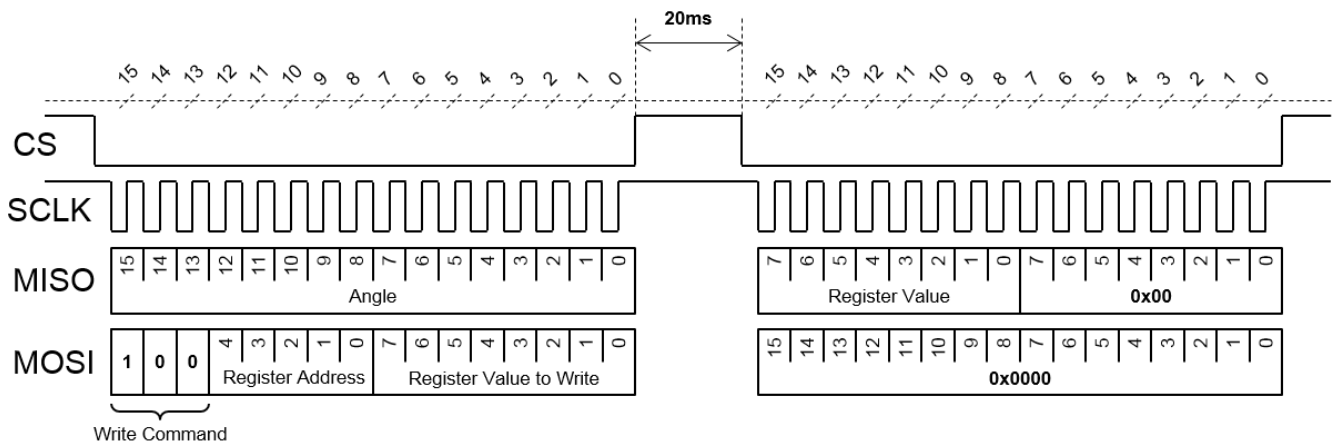 20ms
15 14 13 12 11 10 9 8 7 6 5 4 3 2 1 0 15 14 13 12 11 10 9 8 7 6 5 4 3 2 1 0
CS
SCLK
MISO 15 14 13 12 11 10 9 8 7 6 5 4 3 2 1 0 7 6 5 4 3 2 1 0 7 6 5 4 3 2 1 0
Angle Register Value 0x00
MOSI 1 0 0 4 3 2 1 0 7 6 5 4 3 2 1 0 15 14 13 12 11 10 9 8 7 6 5 4 3 2 1 0
Register Address Register Value to Write 0x0000
Write Command